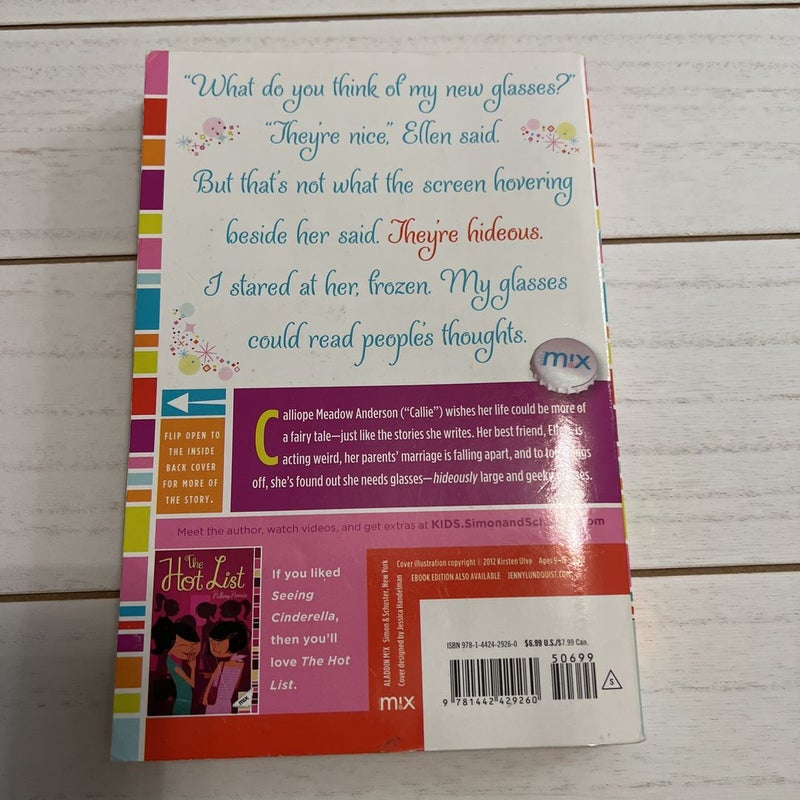 "What do you think of my new glasses?"
"They're nice," Ellen said.
But that's not what the screen hovering
beside her said. They're hideous.
I stared at her, frozen. My glasses
could read people's thoughts.
m!x
Calliope Meadow Anderson ("Callie") wishes her life could be more of
a fairy tale—just like the stories she writes. Her best friend, Ellen, is
acting weird, her parents' marriage is falling apart, and to top things
off, she's found out she needs glasses—hideously large and geeky
FLIP OPEN TO
THE INSIDE
BACK COVER
FOR MORE OF
THE STORY.
Meet the author, watch videos, and get extras at KIDS.SimonandSchuster.com
The
Hot List
Hillary Homzie
mix
If you liked
Seeing
Cinderella,
then you'll
love The Hot
List.
ALADDIN M!X Simon & Schuster, New York
Cover designed by Jessica Handelman
m!x
Cover illustration copyright © 2012 Kirsten Ulve Ages 9–
EBOOK EDITION ALSO AVAILABLE JENNYLUNDQUIST.COM
ISBN 978-1-4424-2926-0 $6.99 U.S./$7.99 Can.
50699
9 781442 429260
S